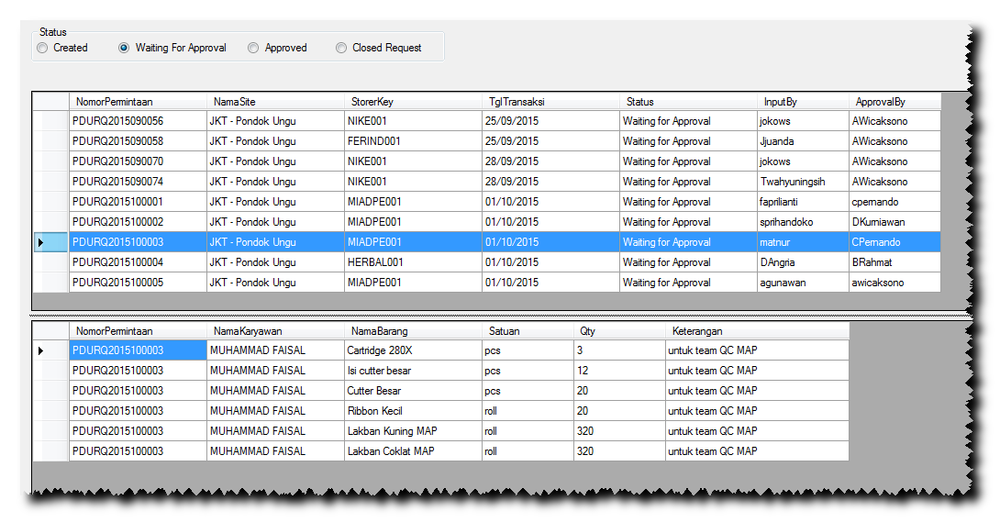 Status
Created Waiting For Approval Approved Closed Request
NomorPermintaan NamaSite StorerKey TglTransaksi Status InputBy ApprovalBy
PDURQ2015090056 JKT - Pondok Ungu NIKE001 25/09/2015 Waiting for Approval jokows AWicaksono
PDURQ2015090058 JKT - Pondok Ungu FERIND001 25/09/2015 Waiting for Approval Jjuanda AWicaksono
PDURQ2015090070 JKT - Pondok Ungu NIKE001 28/09/2015 Waiting for Approval jokows AWicaksono
PDURQ2015090074 JKT - Pondok Ungu NIKE001 28/09/2015 Waiting for Approval Twahyuningsih AWicaksono
PDURQ2015100001 JKT - Pondok Ungu MIADPE001 01/10/2015 Waiting for Approval faprilianti cpernando
PDURQ2015100002 JKT - Pondok Ungu MIADPE001 01/10/2015 Waiting for Approval sprihandoko DKurniawan
PDURQ2015100003 JKT - Pondok Ungu MIADPE001 01/10/2015 Waiting for Approval matnur CPernando
PDURQ2015100004 JKT - Pondok Ungu HERBAL001 01/10/2015 Waiting for Approval DAngria BRahmat
PDURQ2015100005 JKT - Pondok Ungu MIADPE001 01/10/2015 Waiting for Approval agunawan awicaksono
NomorPermintaan NamaKaryawan NamaBarang Satuan Qty Keterangan
PDURQ2015100003 MUHAMMAD FAISAL Cartridge 280X pcs 3 untuk team QC MAP
PDURQ2015100003 MUHAMMAD FAISAL Isi cutter besar pcs 12 untuk team QC MAP
PDURQ2015100003 MUHAMMAD FAISAL Cutter Besar pcs 20 untuk team QC MAP
PDURQ2015100003 MUHAMMAD FAISAL Ribbon Kecil roll 20 untuk team QC MAP
PDURQ2015100003 MUHAMMAD FAISAL Lakban Kuning MAP roll 320 untuk team QC MAP
PDURQ2015100003 MUHAMMAD FAISAL Lakban Coklat MAP roll 320 untuk team QC MAP